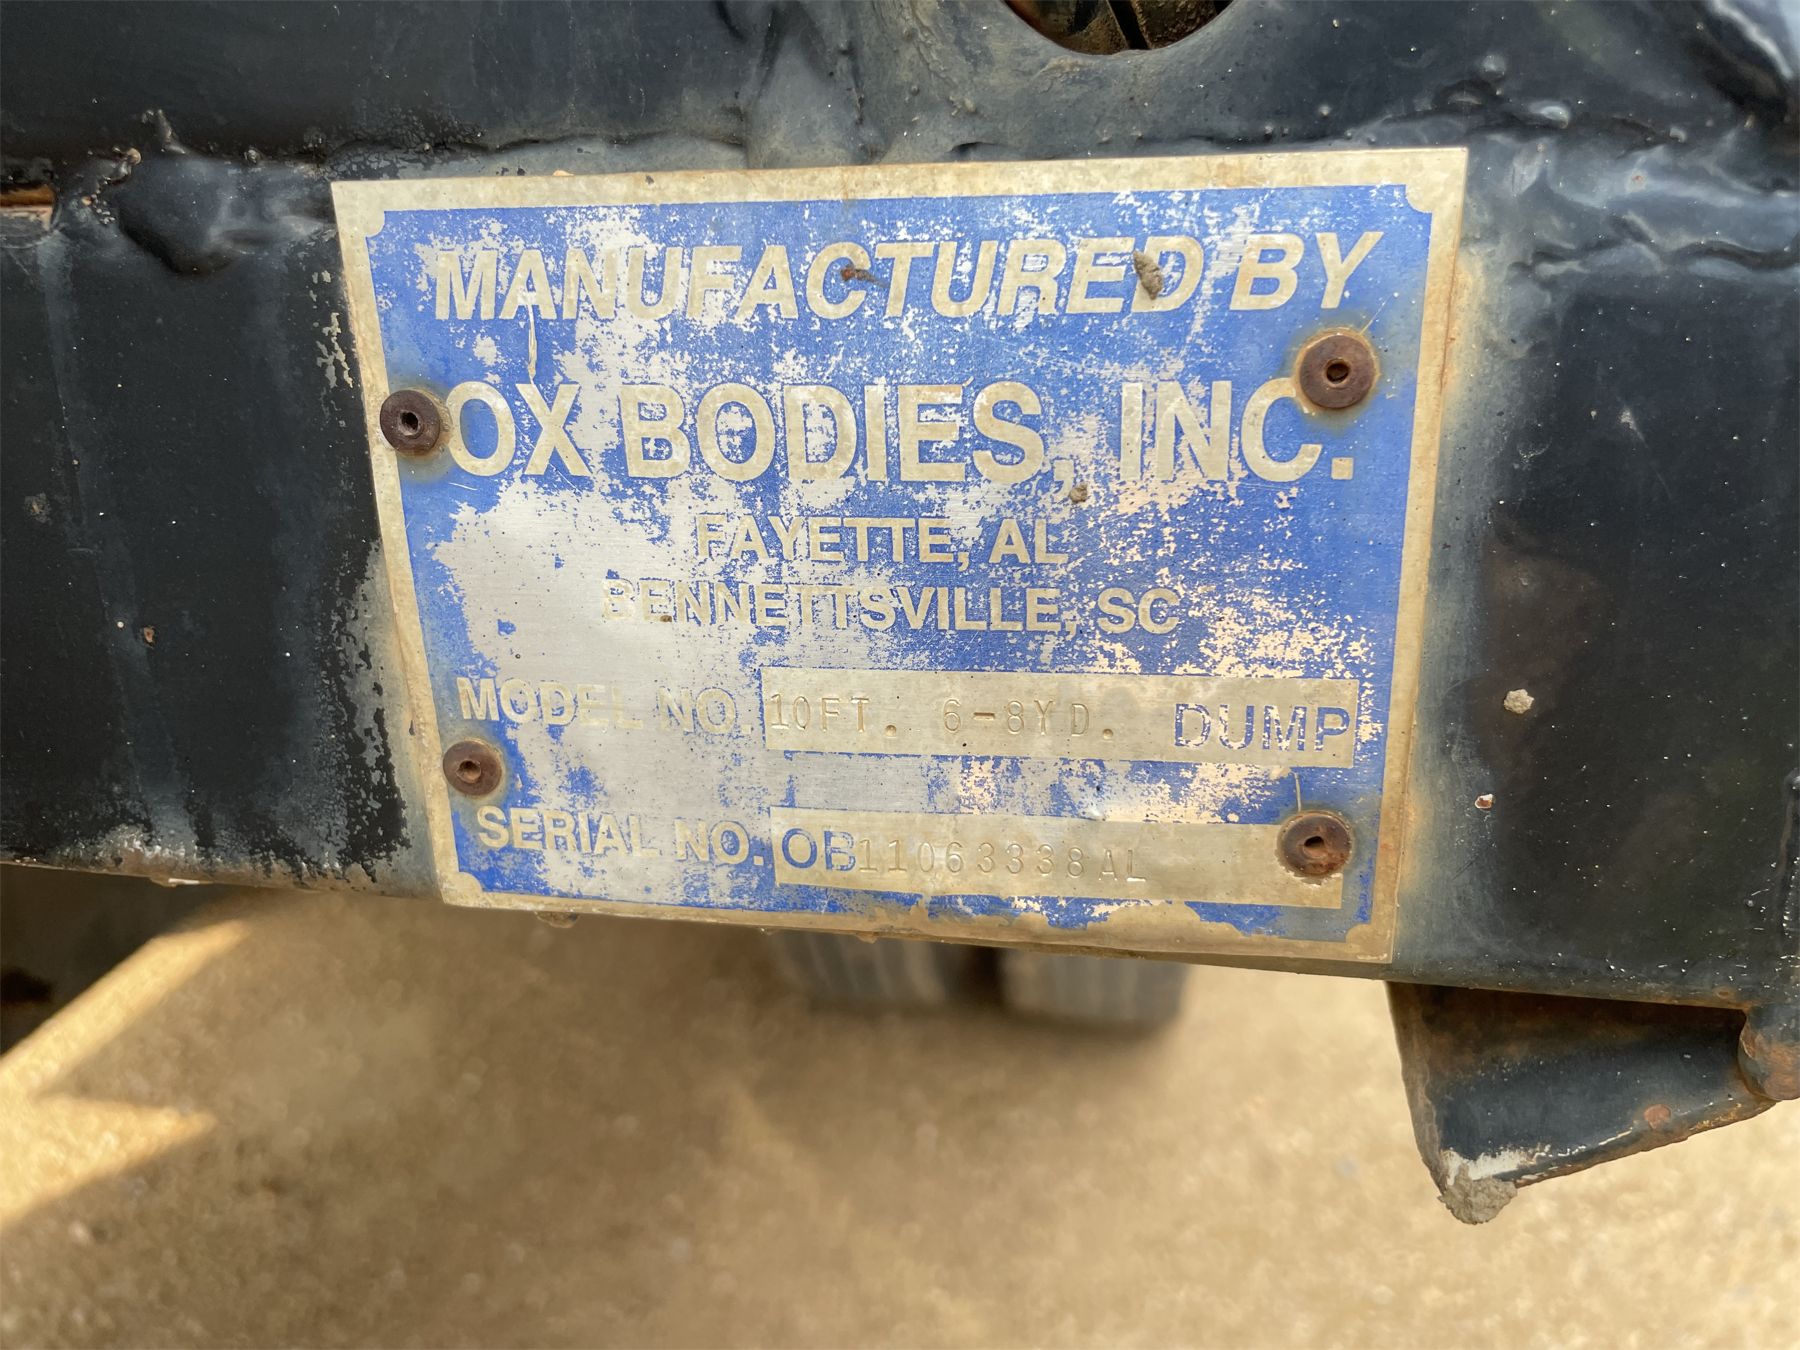 MANUFACTURED BY
OX BODIES, INC.
FAYETTE, AL
BENNETTSVILLE, SC
MODEL NO. 10FT. 6-8YD. DUMP
SERIAL NO. OB11063338AL